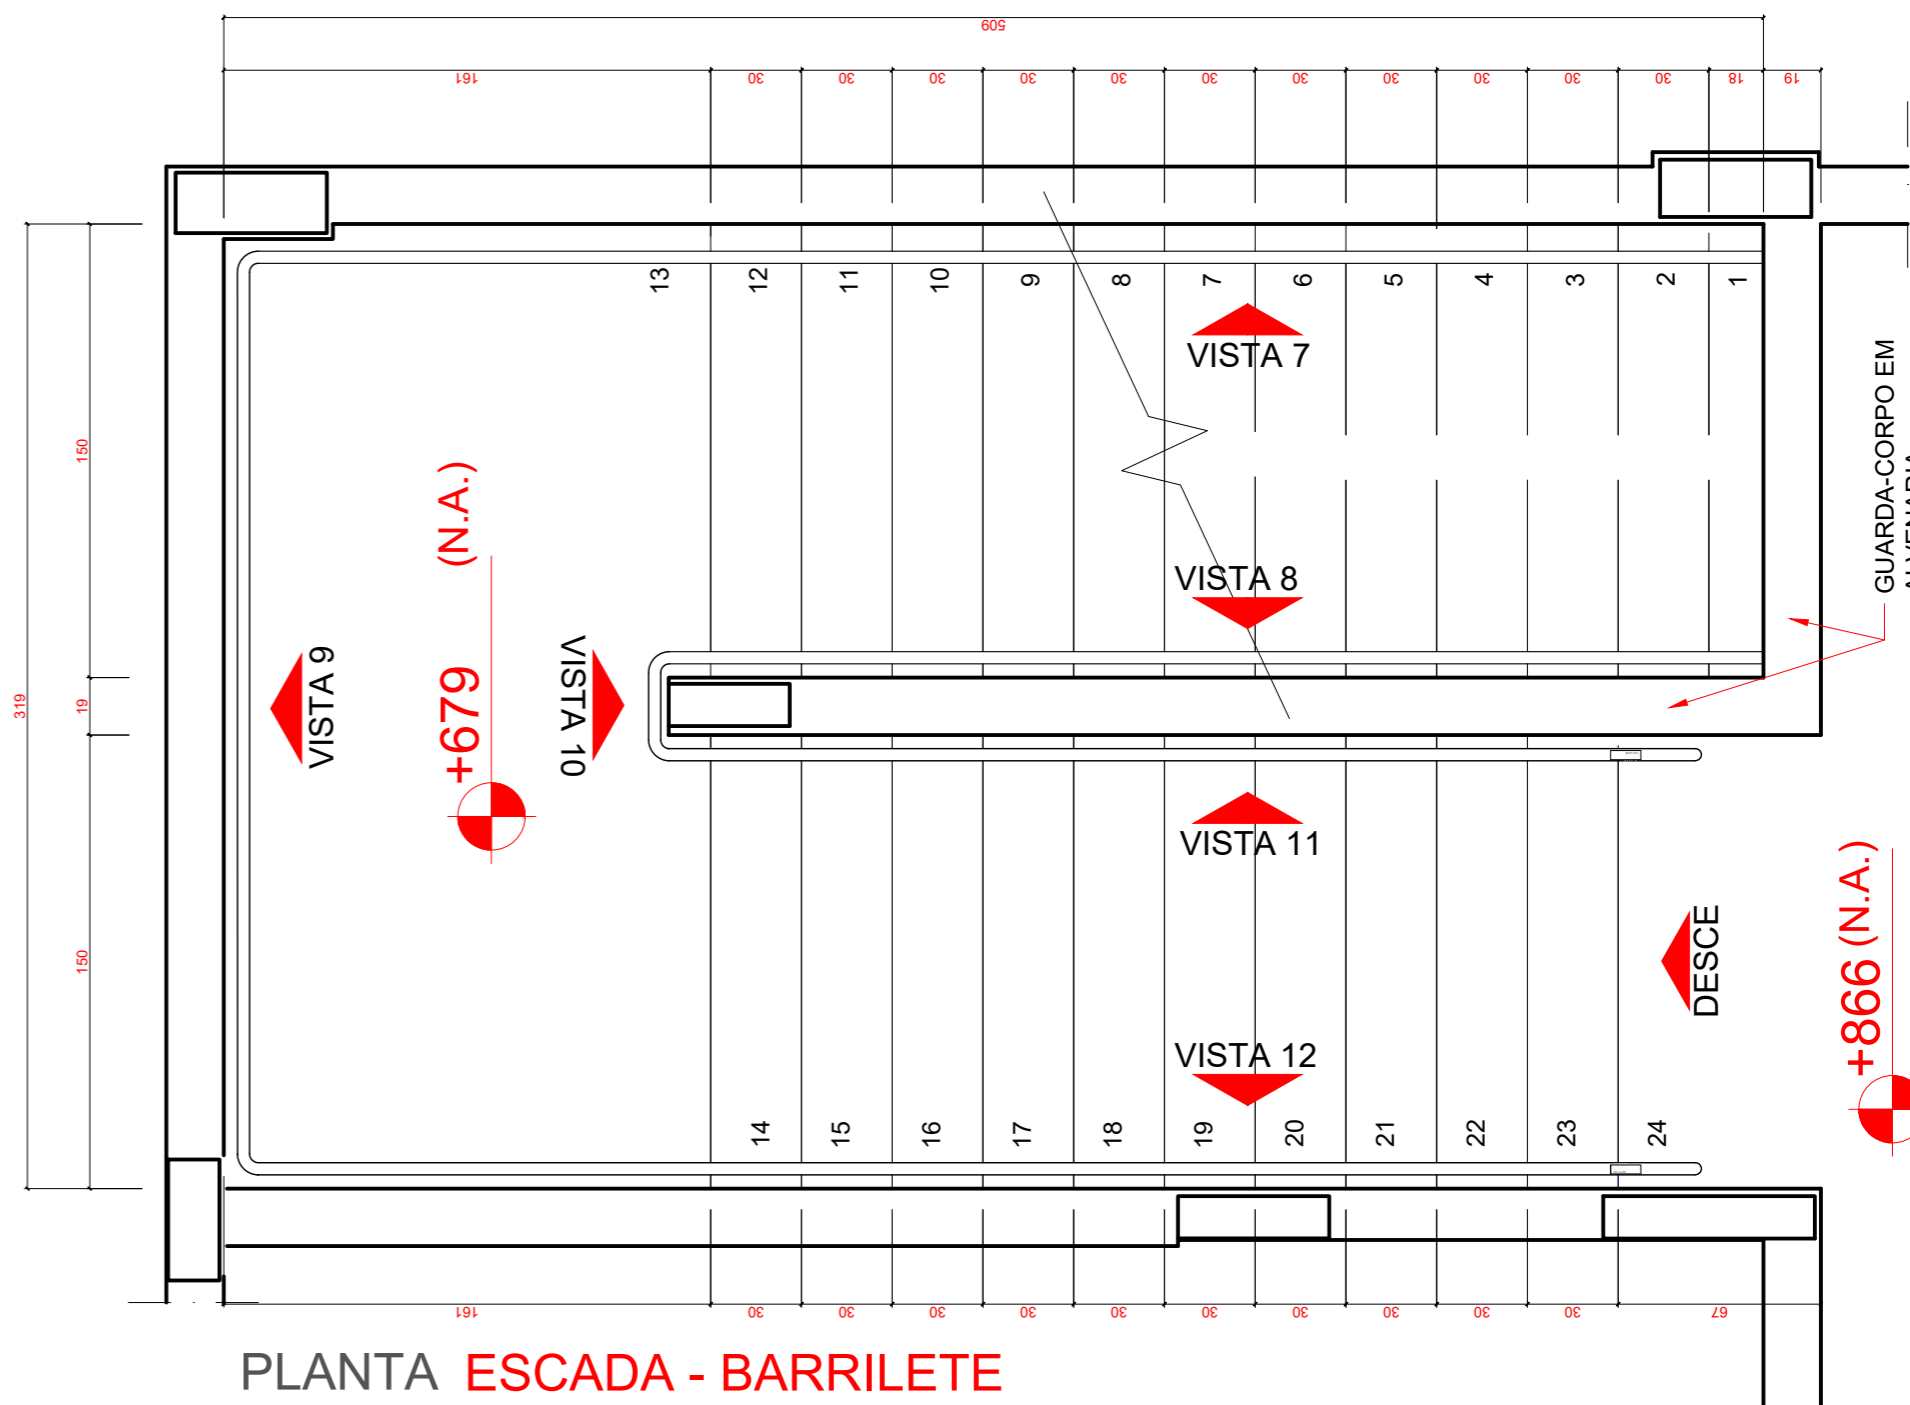 509
161 30 30 30 30 30 30 30 30 30 30 30 18 19
13 12 11 10 9 8 7 6 5 4 3 2 1
VISTA 7
GUARDA-CORPO EM
ALVENARIA
150
(N.A.)
+679
VISTA 8
VISTA 9
VISTA 10
319
19
VISTA 11
150
DESCE
+866 (N.A.)
VISTA 12
14 15 16 17 18 19 20 21 22 23 24
161 30 30 30 30 30 30 30 30 30 30 67
PLANTA ESCADA - BARRILETE